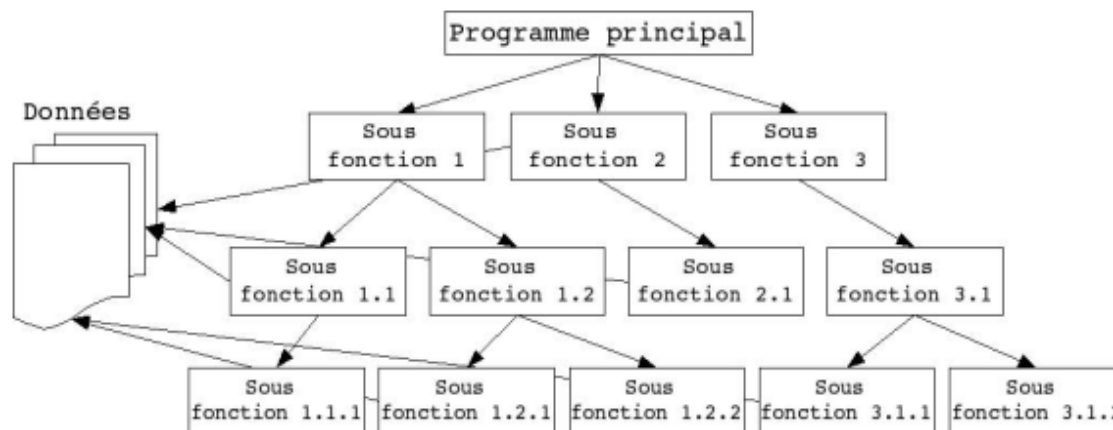 Programme principal
Données
Sous
fonction 1
Sous
fonction 2
Sous
fonction 3
Sous
fonction 1.1
Sous
fonction 1.2
Sous
fonction 2.1
Sous
fonction 3.1
Sous
fonction 1.1.1
Sous
fonction 1.2.1
Sous
fonction 1.2.2
Sous
fonction 3.1.1
Sous
fonction